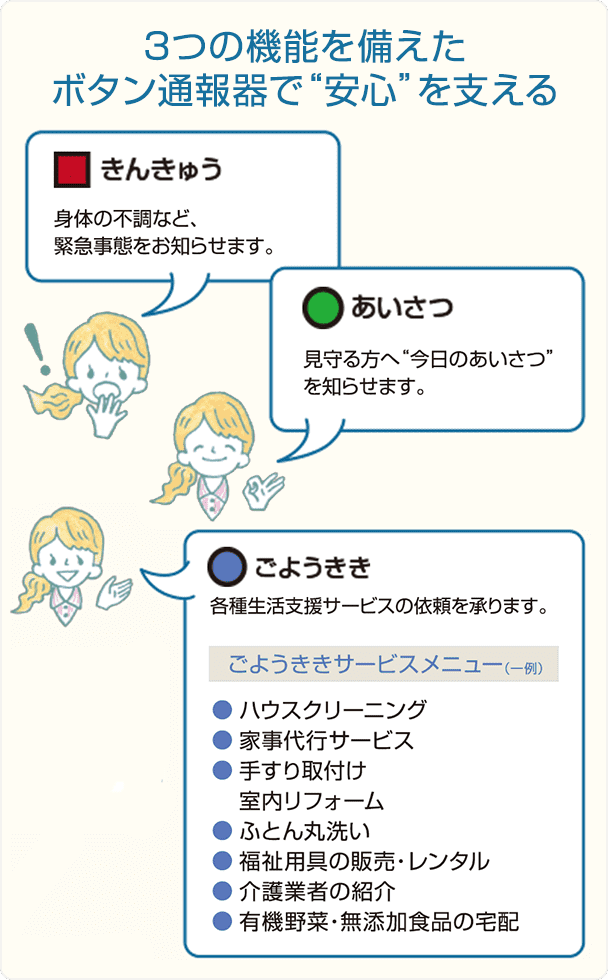 3つの機能を備えた
ボタン通報器で“安心”を支える
きんきゅう
身体の不調など、
緊急事態をお知らせます。
あいさつ
見守る方へ“今日のあいさつ”
を知らせます。
ごようきき
各種生活支援サービスの依頼を承ります。
ごようききサービスメニュー(一例)
● ハウスクリーニング
● 家事代行サービス
● 手すり取付け
室内リフォーム
● ふとん丸洗い
● 福祉用具の販売・レンタル
● 介護業者の紹介
● 有機野菜・無添加食品の宅配